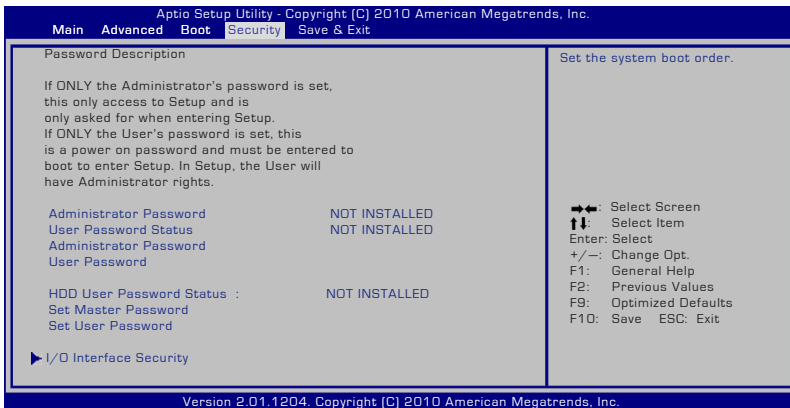 Aptio Setup Utility - Copyright (C) 2010 American Megatrends, Inc.
Main Advanced Boot Security Save & Exit
Password Description
If ONLY the Administrator's password is set,
this only access to Setup and is
only asked for when entering Setup.
If ONLY the User's password is set, this
is a power on password and must be entered to
boot to enter Setup. In Setup, the User will
have Administrator rights.
Administrator Password NOT INSTALLED
User Password Status NOT INSTALLED
Administrator Password
User Password
HDD User Password Status : NOT INSTALLED
Set Master Password
Set User Password
I/O Interface Security
Set the system boot order.
→←: Select Screen
↑↓: Select Item
Enter: Select
+/—: Change Opt.
F1: General Help
F2: Previous Values
F9: Optimized Defaults
F10: Save ESC: Exit
Version 2.01.1204. Copyright (C) 2010 American Megatrends, Inc.